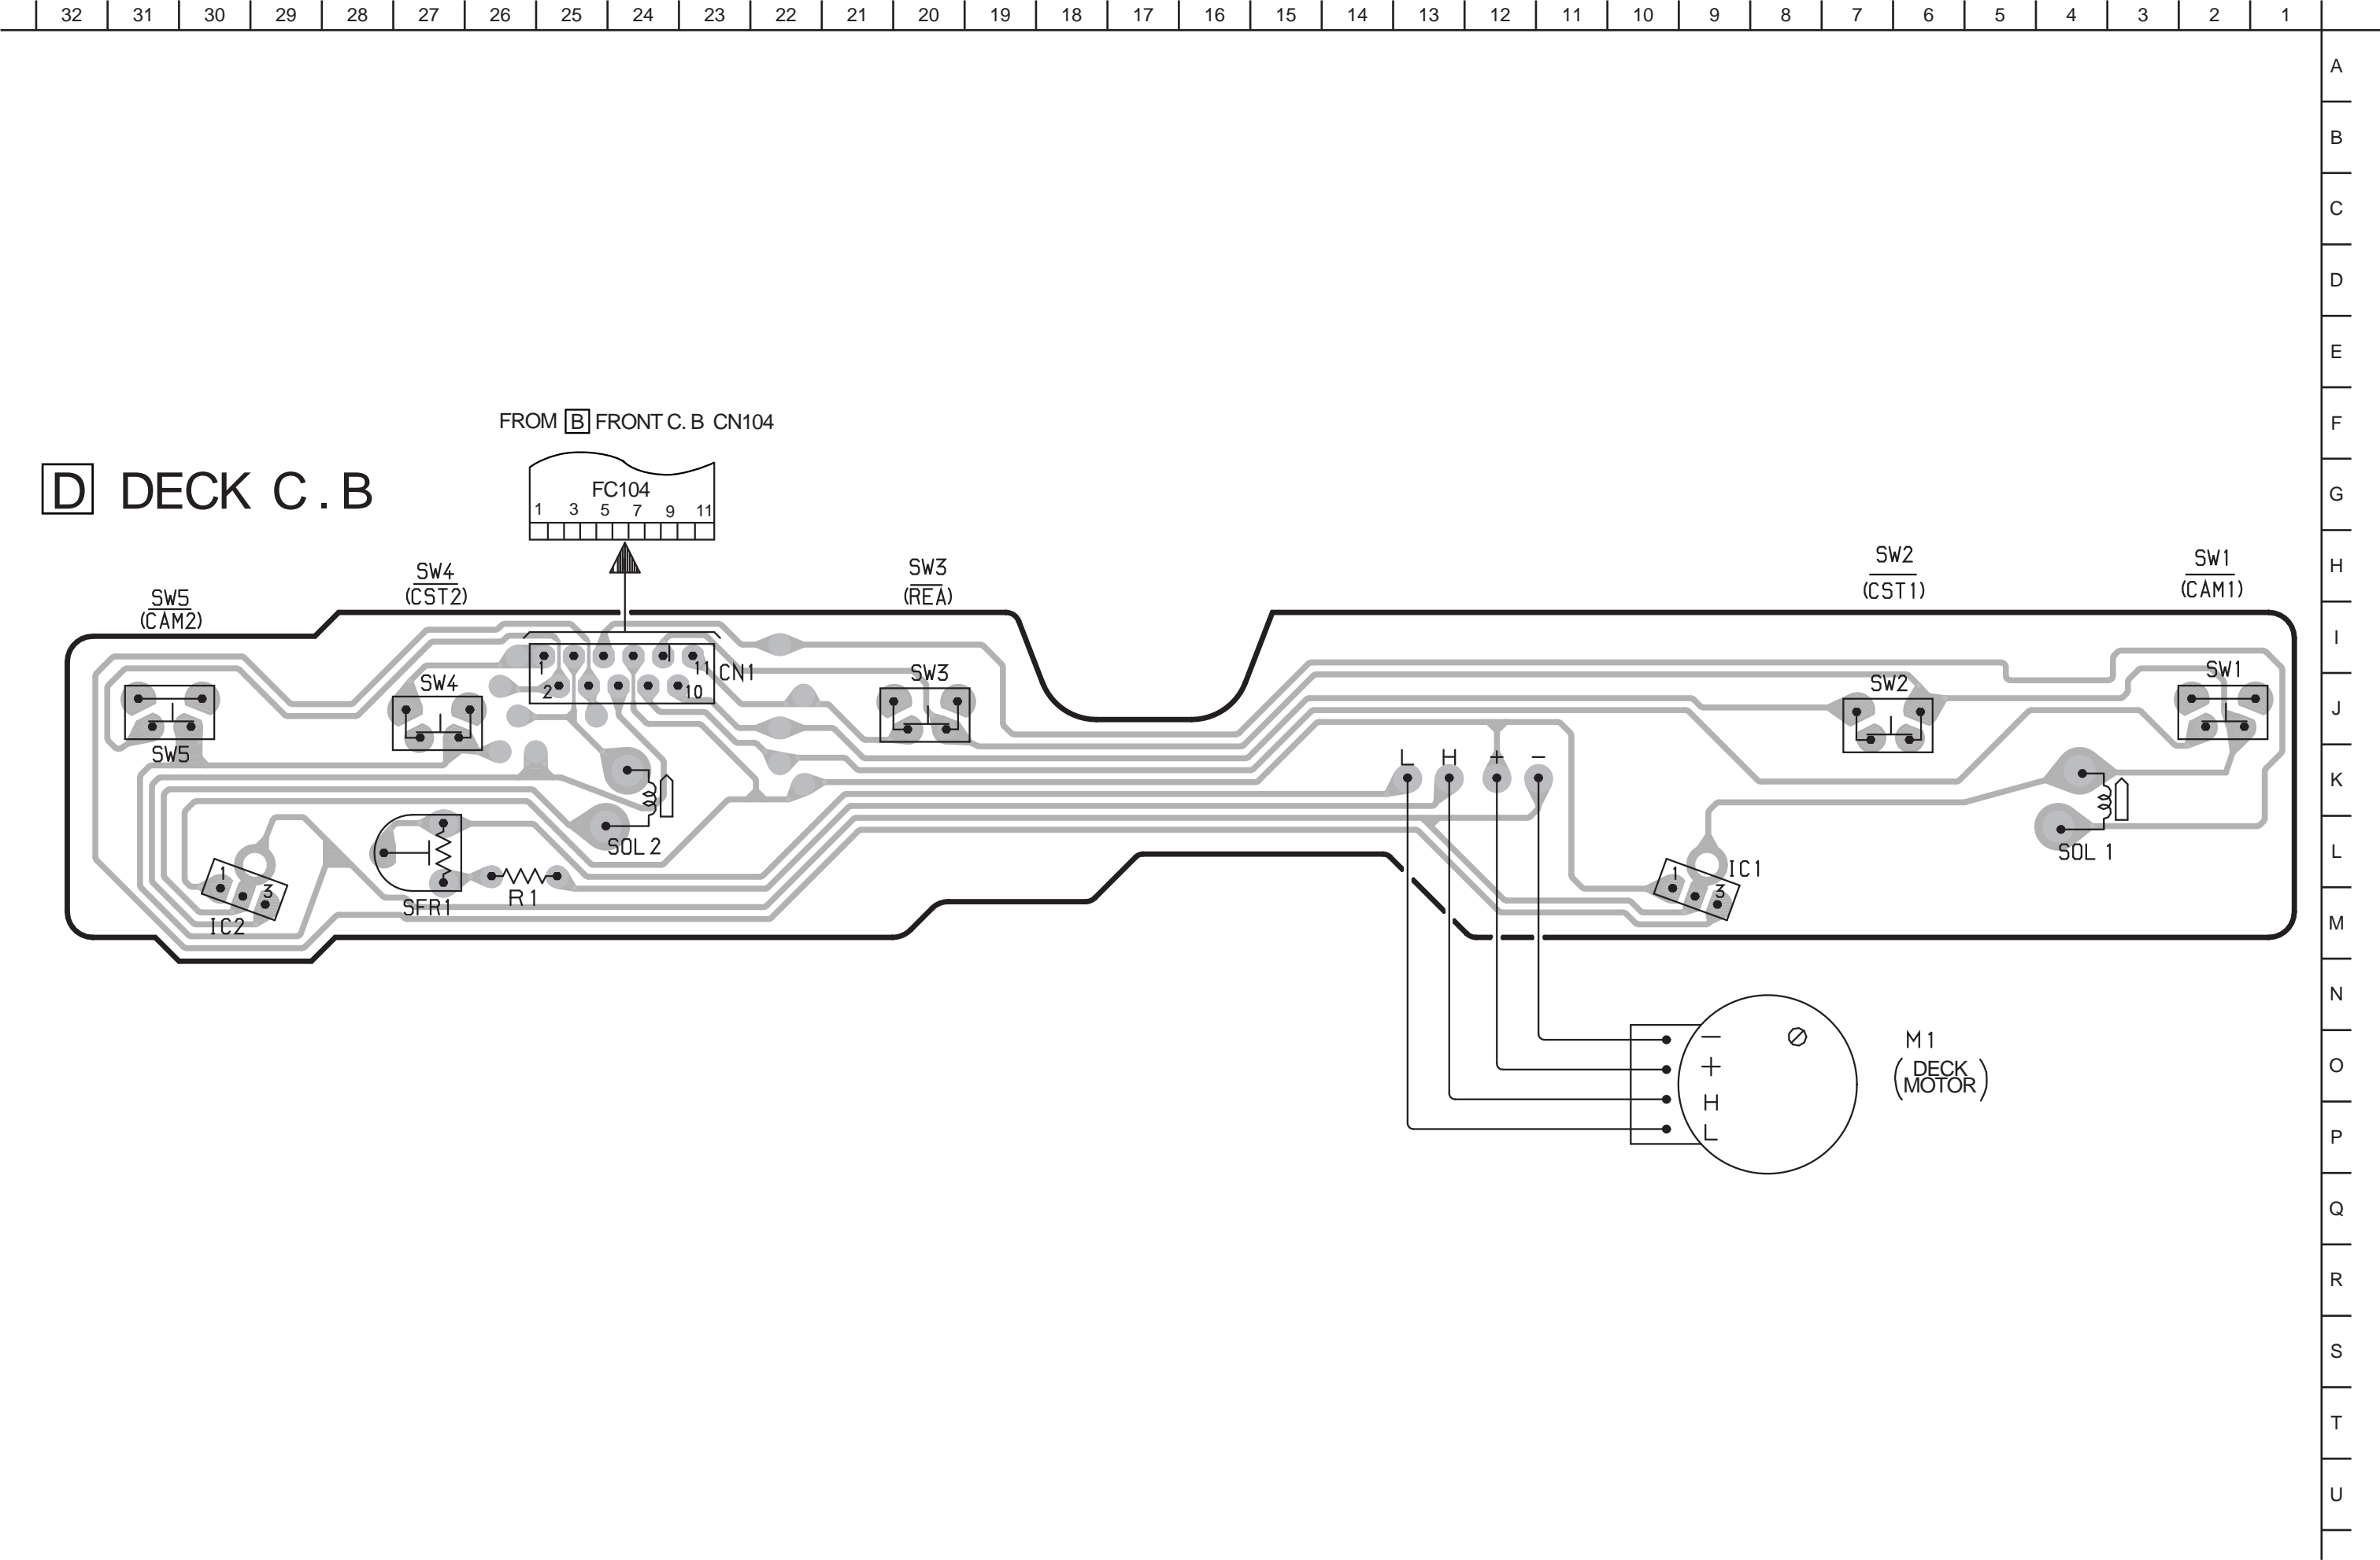 32 31 30 29 28 27 26 25 24 23 22 21 20 19 18 17 16 15 14 13 12 11 10 9 8 7 6 5 4 3 2 1
A
B
C
D
E
F
G
H
I
J
K
L
M
N
O
P
Q
R
S
T
U
FROM B FRONT C. B CN104
D DECK C . B
FC104
1 3 5 7 9 11
SW5
(CAM2)
SW4
(CST2)
SW3
(REA)
SW2
(CST1)
SW1
(CAM1)
1 11 CN1
2 10
SW5
SW4
SW3
SW2
SW1
L H + −
SOL 2
SOL 1
1 3
IC2
SFR1
R1
1 3
IC1
−
+
H
L
M1
(DECK
MOTOR)